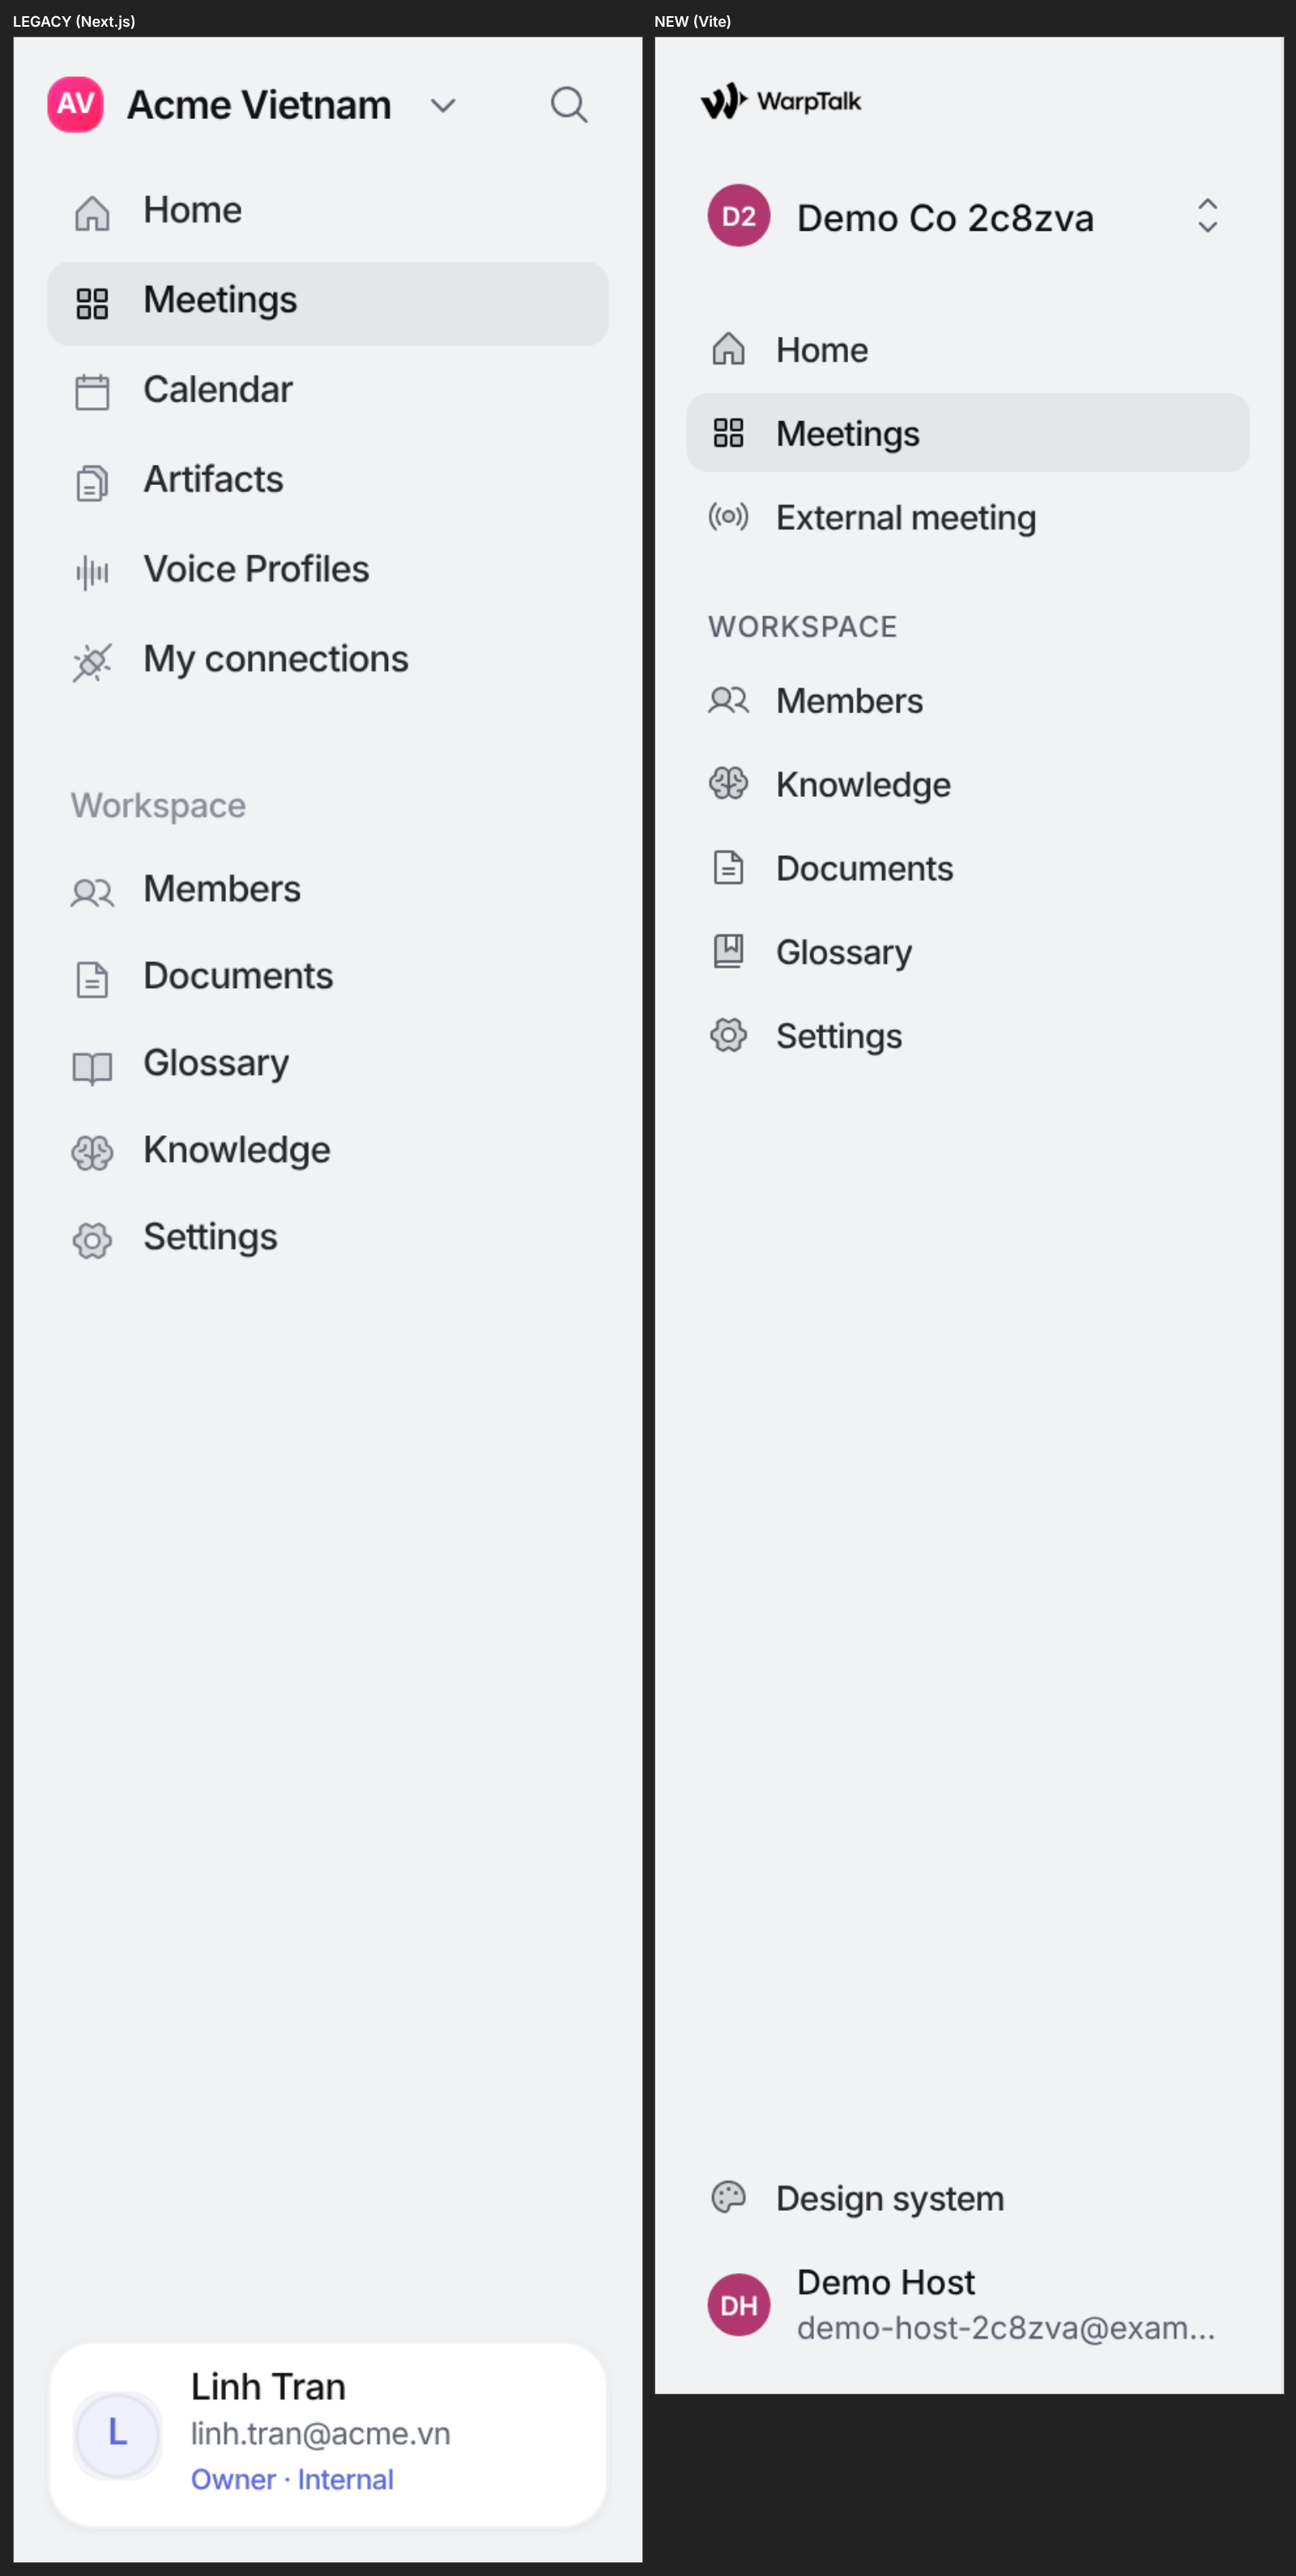 LEGACY (Next.js)
AV Acme Vietnam
Home
Meetings
Calendar
Artifacts
Voice Profiles
My connections
Workspace
Members
Documents
Glossary
Knowledge
Settings
L
Linh Tran
linh.tran@acme.vn
Owner · Internal
NEW (Vite)
WarpTalk
D2 Demo Co 2c8zva
Home
Meetings
External meeting
WORKSPACE
Members
Knowledge
Documents
Glossary
Settings
Design system
DH
Demo Host
demo-host-2c8zva@exam...